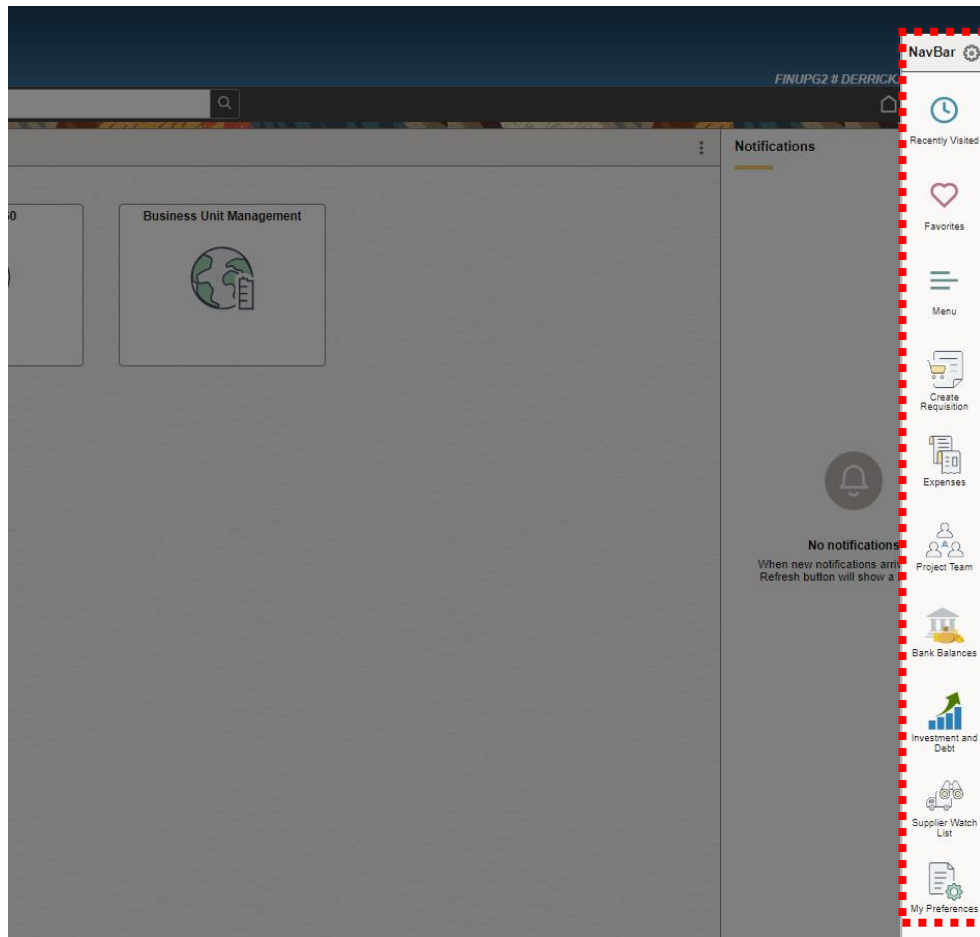 NavBar
FINUPG2 # DERRICK
Recently Visited
Notifications
Business Unit Management
Favorites
Menu
Create
Requisition
Expenses
No notifications
When new notifications
Refresh button will show a
Project Team
Bank Balances
Investment and
Debt
Supplier Watch
List
My Preferences